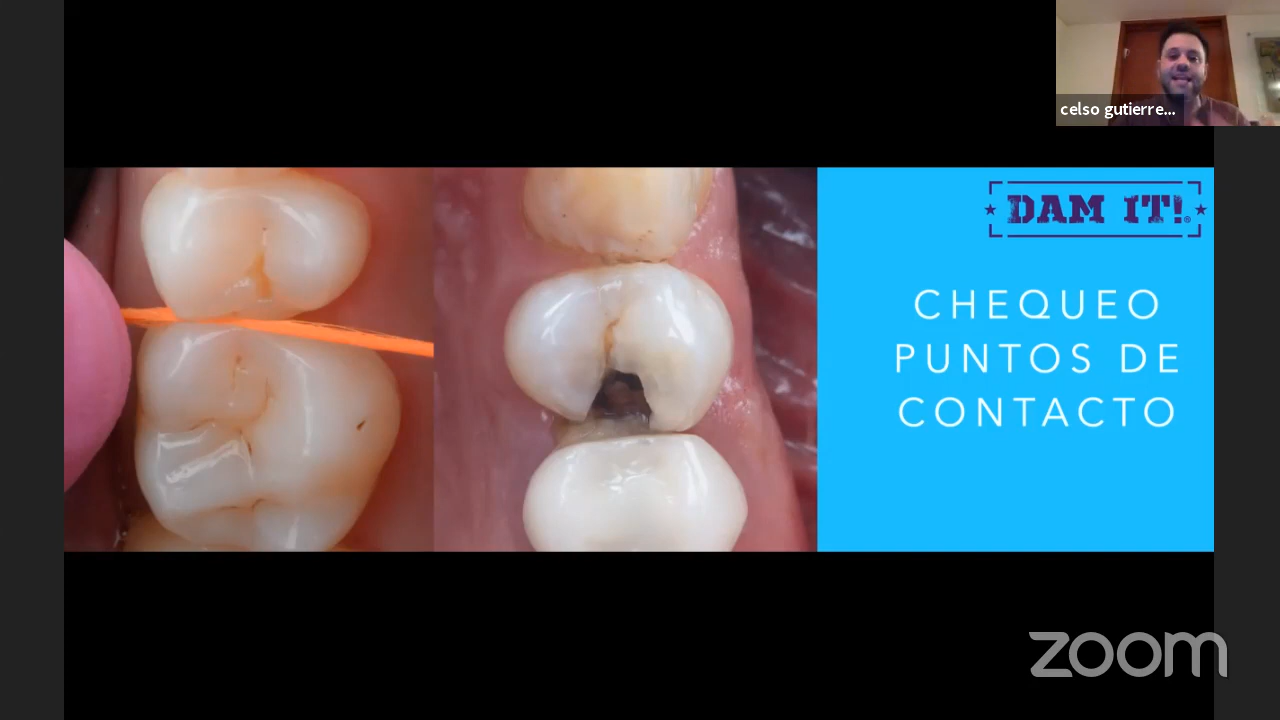 celso gutierre...
DAM IT!®
CHEQUEO
PUNTOS DE
CONTACTO
zoom